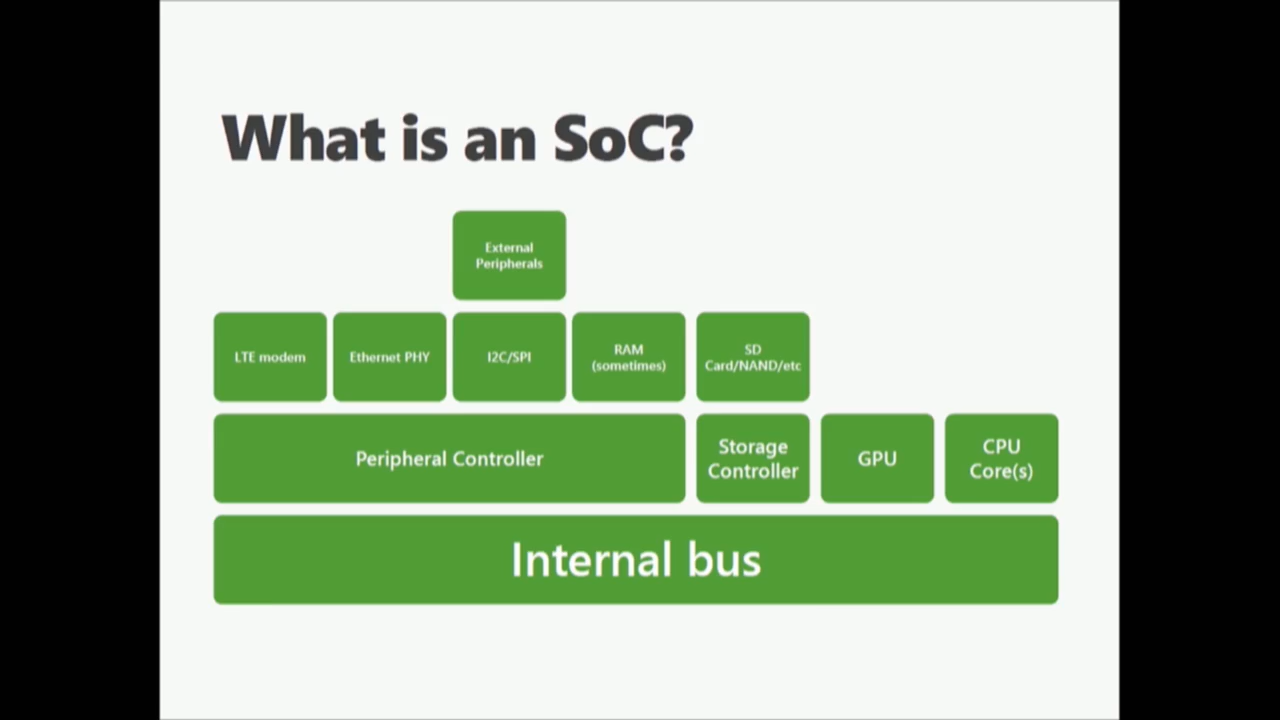 What is an SoC?
External
Peripherals
LTE modem
Ethernet PHY
I2C/SPI
RAM
(sometimes)
SD
Card/NAND/etc
Peripheral Controller
Storage
Controller
GPU
CPU
Core(s)
Internal bus